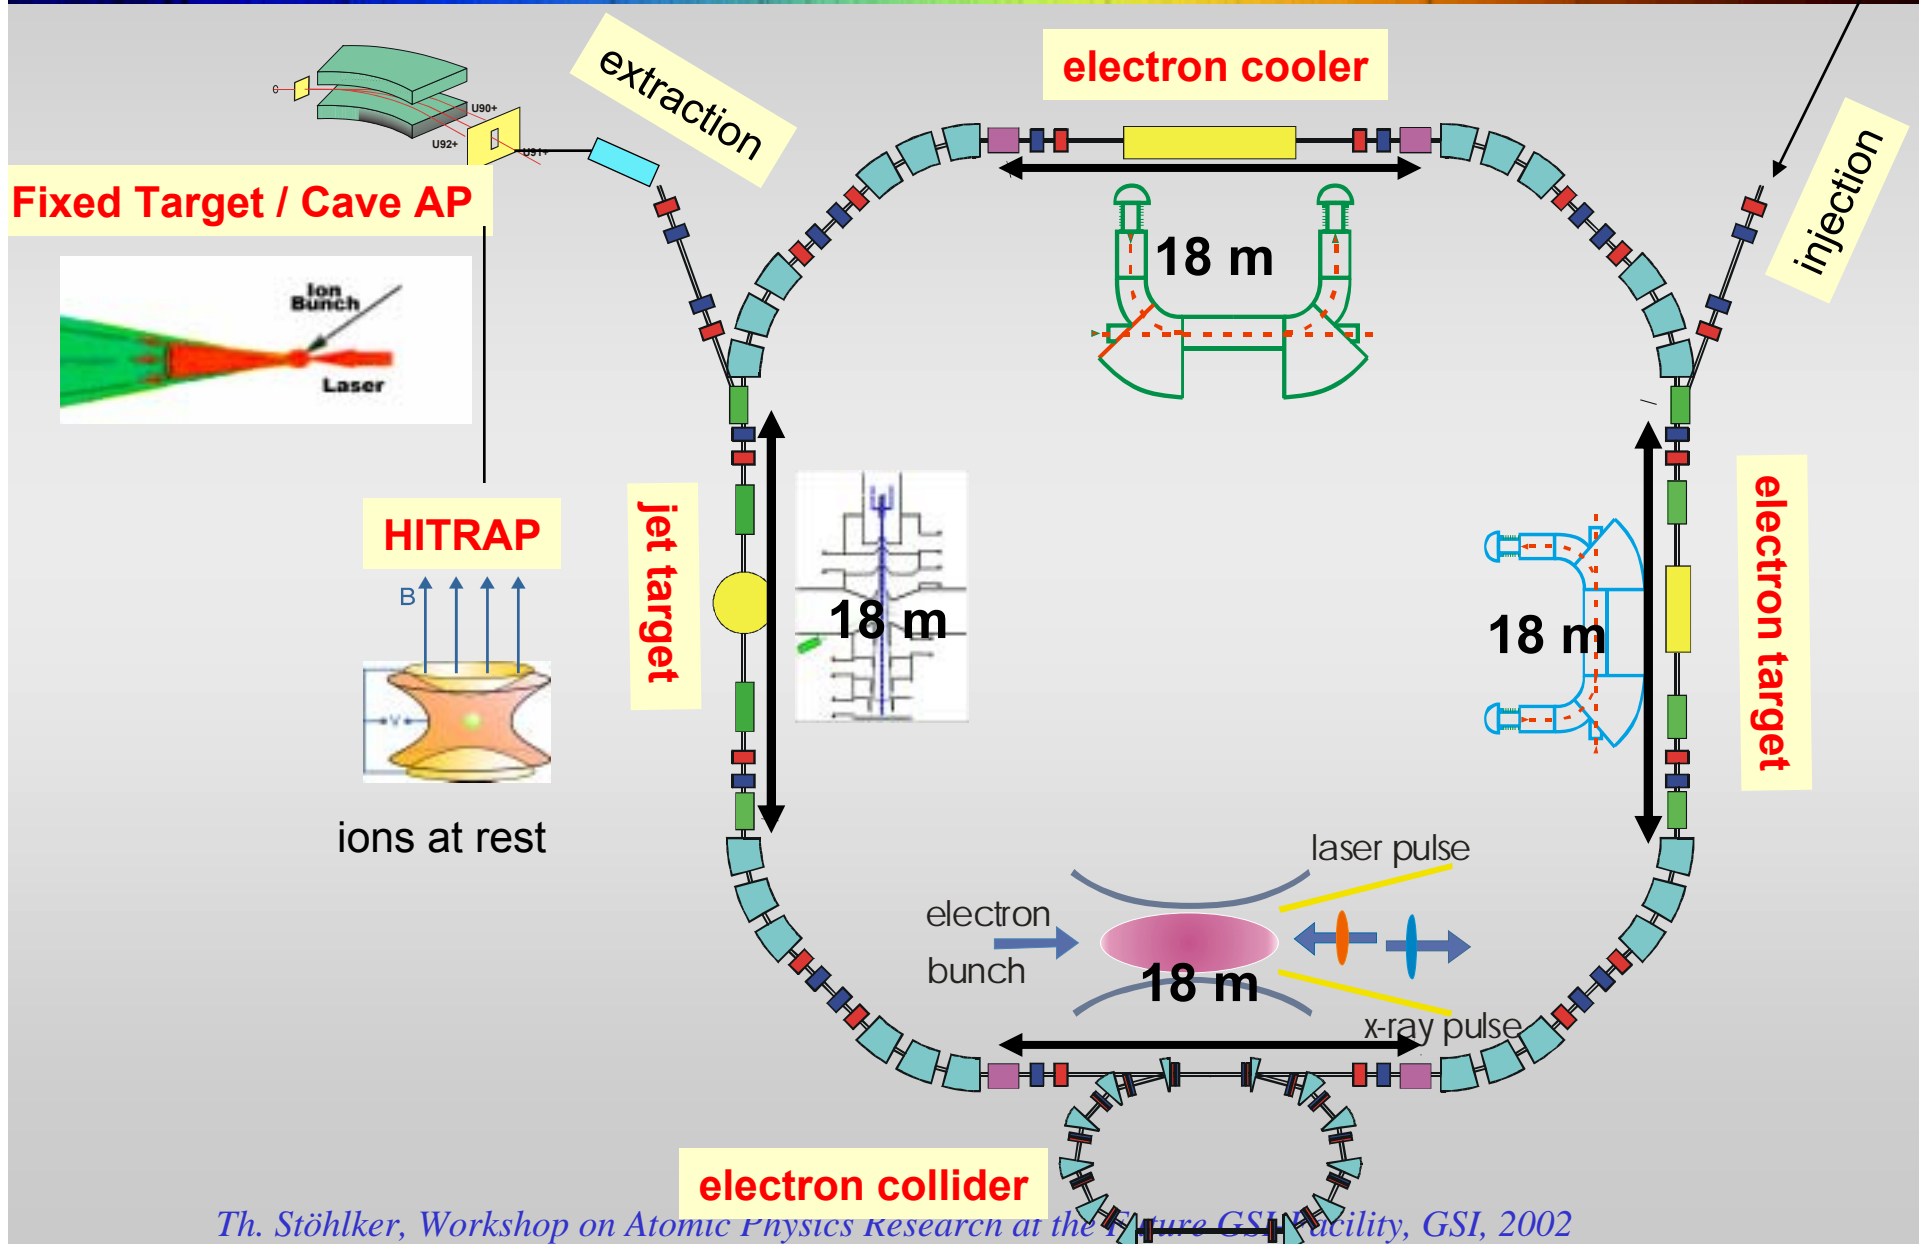 extraction
electron cooler
U90+
U92+
U91+
Fixed Target / Cave AP
injection
18 m
Ion
Bunch
Laser
jet target
electron target
HITRAP
B
18 m
18 m
V
ions at rest
laser pulse
electron
bunch
18 m
x-ray pulse
electron collider
Th. Stöhlker, Workshop on Atomic Physics Research at the Future GSI Facility, GSI, 2002